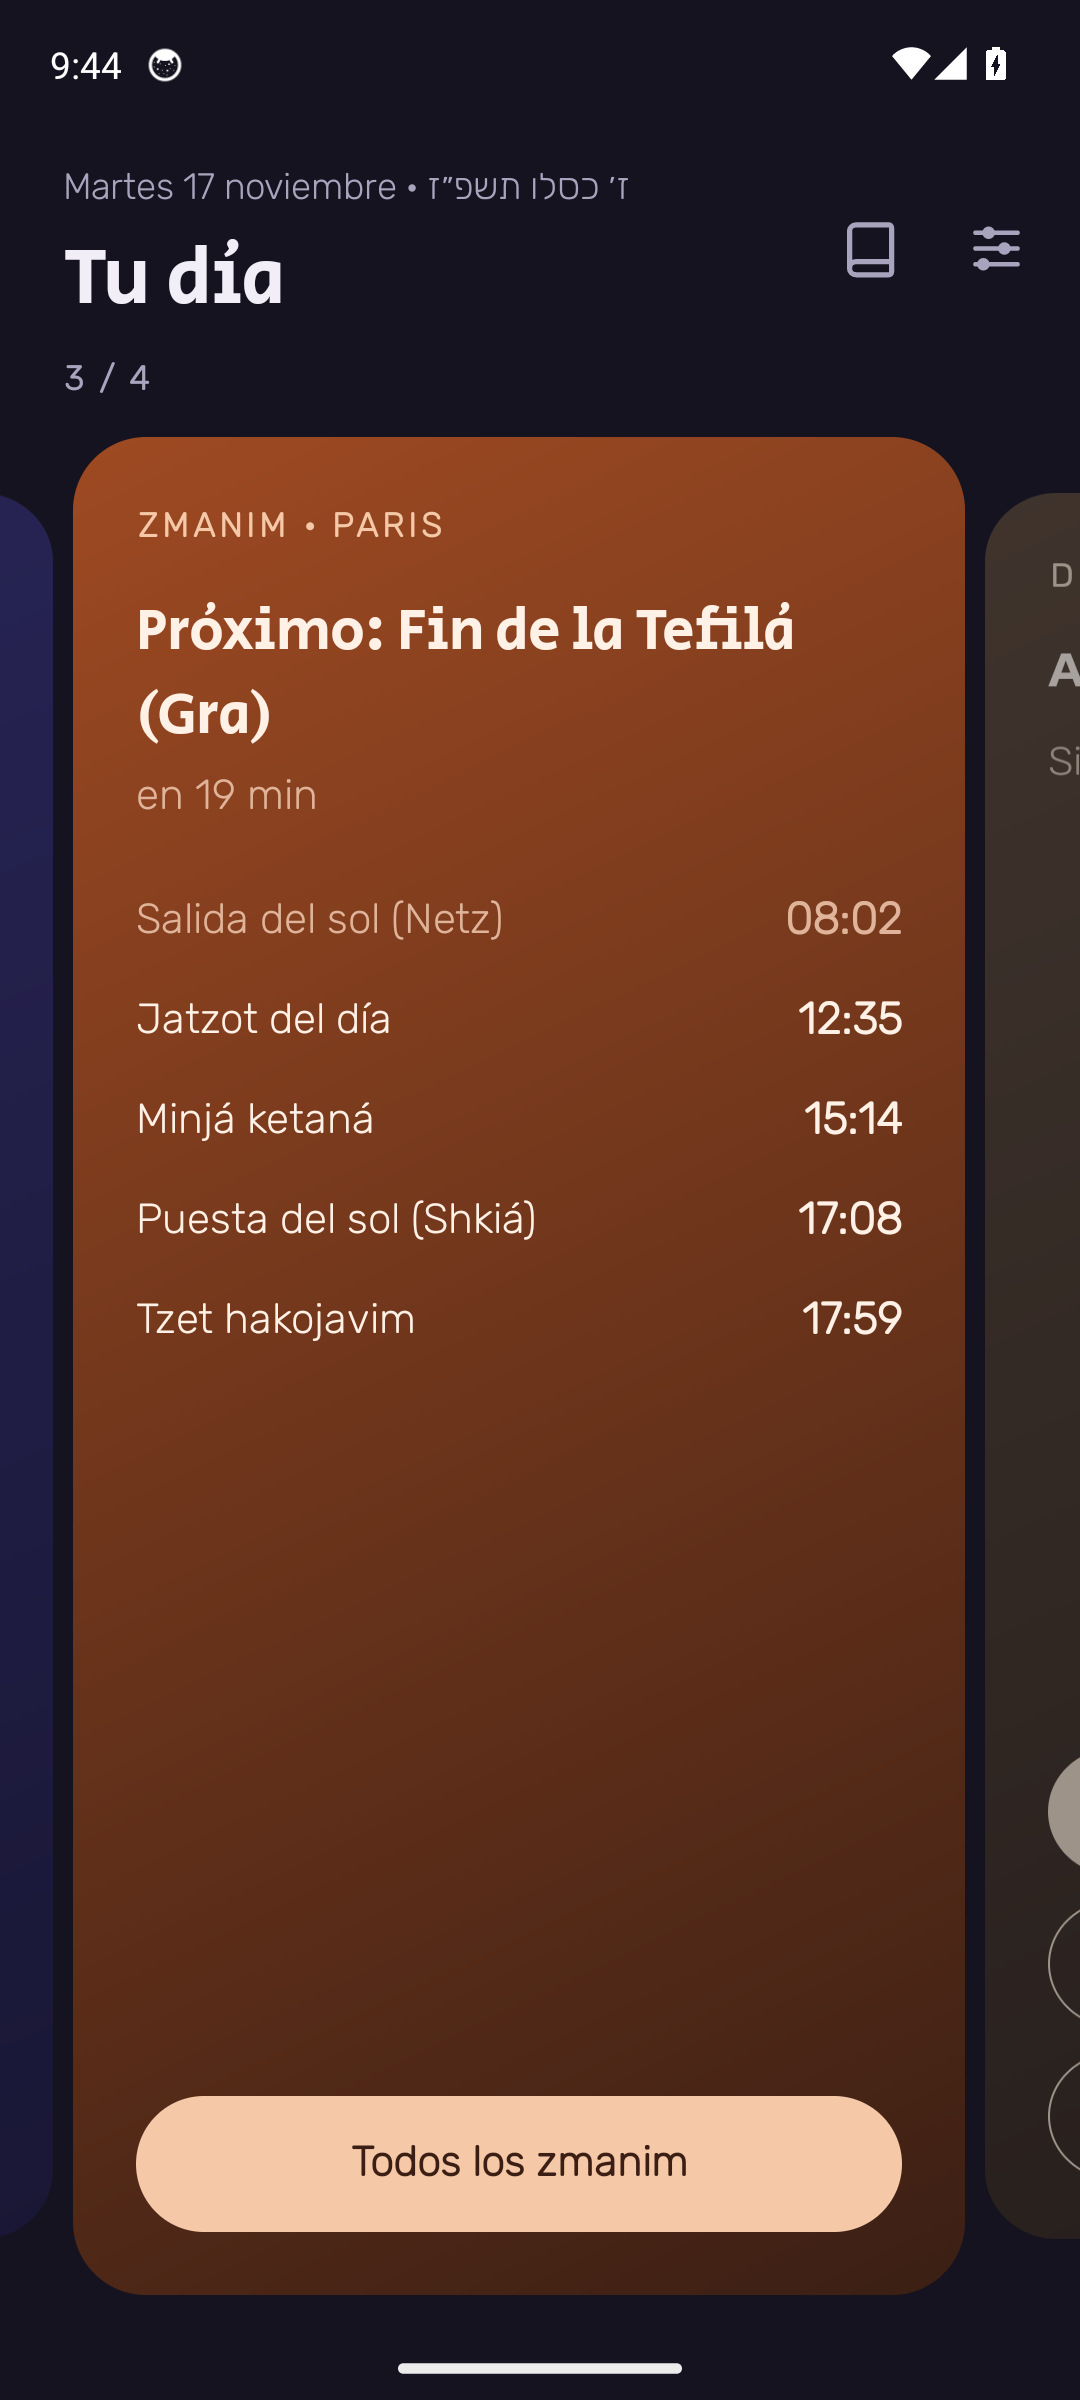 9:44
Martes 17 noviembre • ז׳ כסלו תשפ״ז
Tu día
3 / 4
ZMANIM • PARIS
Próximo: Fin de la Tefilá
(Gra)
en 19 min
Salida del sol (Netz) 08:02
Jatzot del día 12:35
Minjá ketaná 15:14
Puesta del sol (Shkiá) 17:08
Tzet hakojavim 17:59
Todos los zmanim
D
A
Si